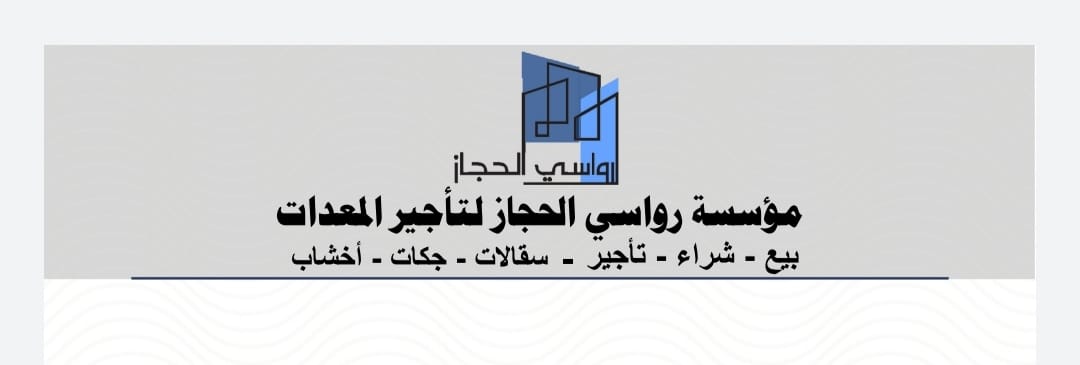 رواسي الحجاز
مؤسسة رواسي الحجاز لتأجير المعدات
بيع - شراء - تأجير - سقالات - جكات - أخشاب